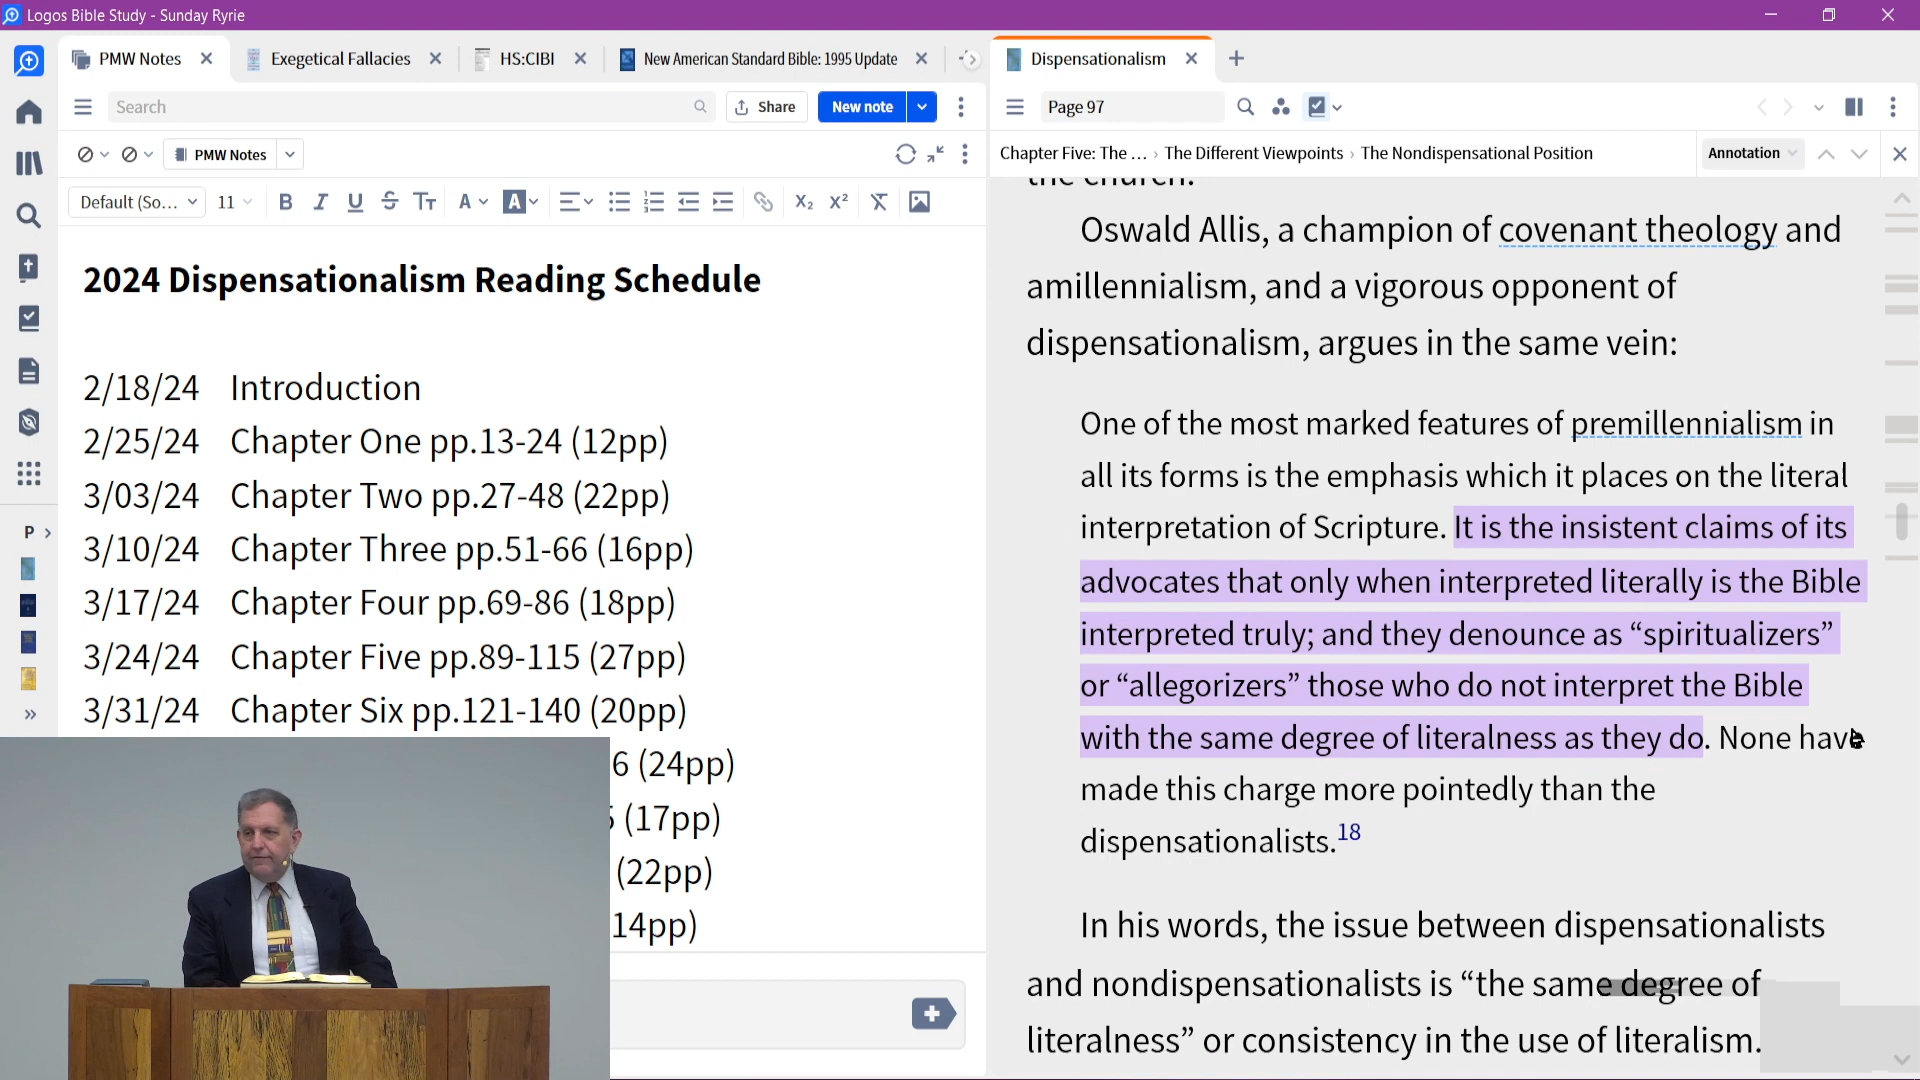 Logos Bible Study - Sunday Ryrie
PMW Notes
Exegetical Fallacies
HS:CIBI
New American Standard Bible: 1995 Update
Search
Share
New note
PMW Notes
Default (So...
11
B I U S Tт A A X₂ X²
P
2024 Dispensationalism Reading Schedule
2/18/24 Introduction
2/25/24 Chapter One pp.13-24 (12pp)
3/03/24 Chapter Two pp.27-48 (22pp)
3/10/24 Chapter Three pp.51-66 (16pp)
3/17/24 Chapter Four pp.69-86 (18pp)
3/24/24 Chapter Five pp.89-115 (27pp)
3/31/24 Chapter Six pp.121-140 (20pp)
6 (24pp)
(17pp)
(22pp)
14pp)
Dispensationalism
Page 97
Chapter Five: The ... › The Different Viewpoints › The Nondispensational Position
Annotation
the church.
Oswald Allis, a champion of covenant theology and
amillennialism, and a vigorous opponent of
dispensationalism, argues in the same vein:
One of the most marked features of premillennialism in
all its forms is the emphasis which it places on the literal
interpretation of Scripture. It is the insistent claims of its
advocates that only when interpreted literally is the Bible
interpreted truly; and they denounce as “spiritualizers”
or “allegorizers” those who do not interpret the Bible
with the same degree of literalness as they do. None have
made this charge more pointedly than the
dispensationalists.18
In his words, the issue between dispensationalists
and nondispensationalists is “the same degree of
literalness” or consistency in the use of literalism.